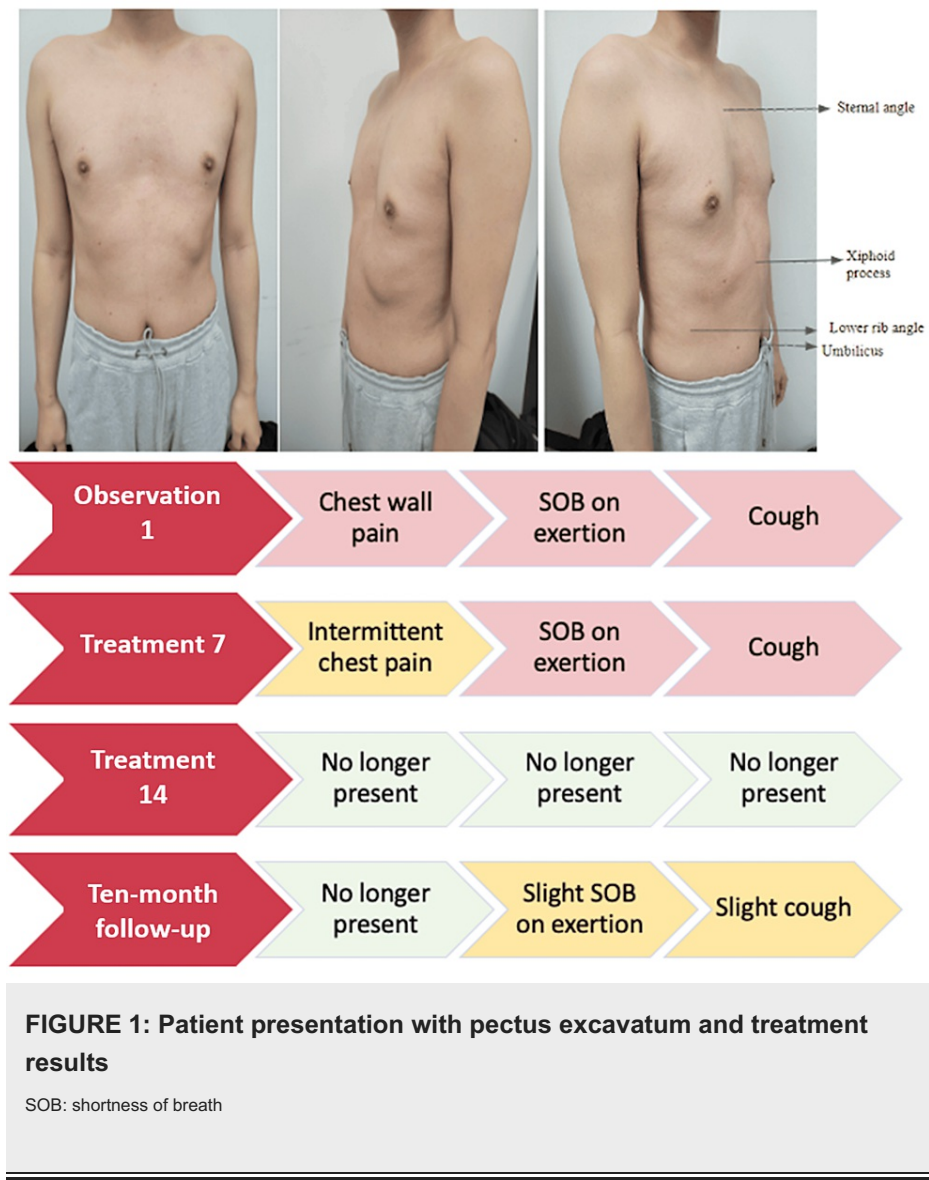 Sternal angle
Xiphoid
process
Lower rib angle
Umbilicus
Observation
1
Chest wall
pain
SOB on
exertion
Cough
Treatment 7
Intermittent
chest pain
SOB on
exertion
Cough
Treatment
14
No longer
present
No longer
present
No longer
present
Ten-month
follow-up
No longer
present
Slight SOB
on exertion
Slight cough
FIGURE 1: Patient presentation with pectus excavatum and treatment
results
SOB: shortness of breath